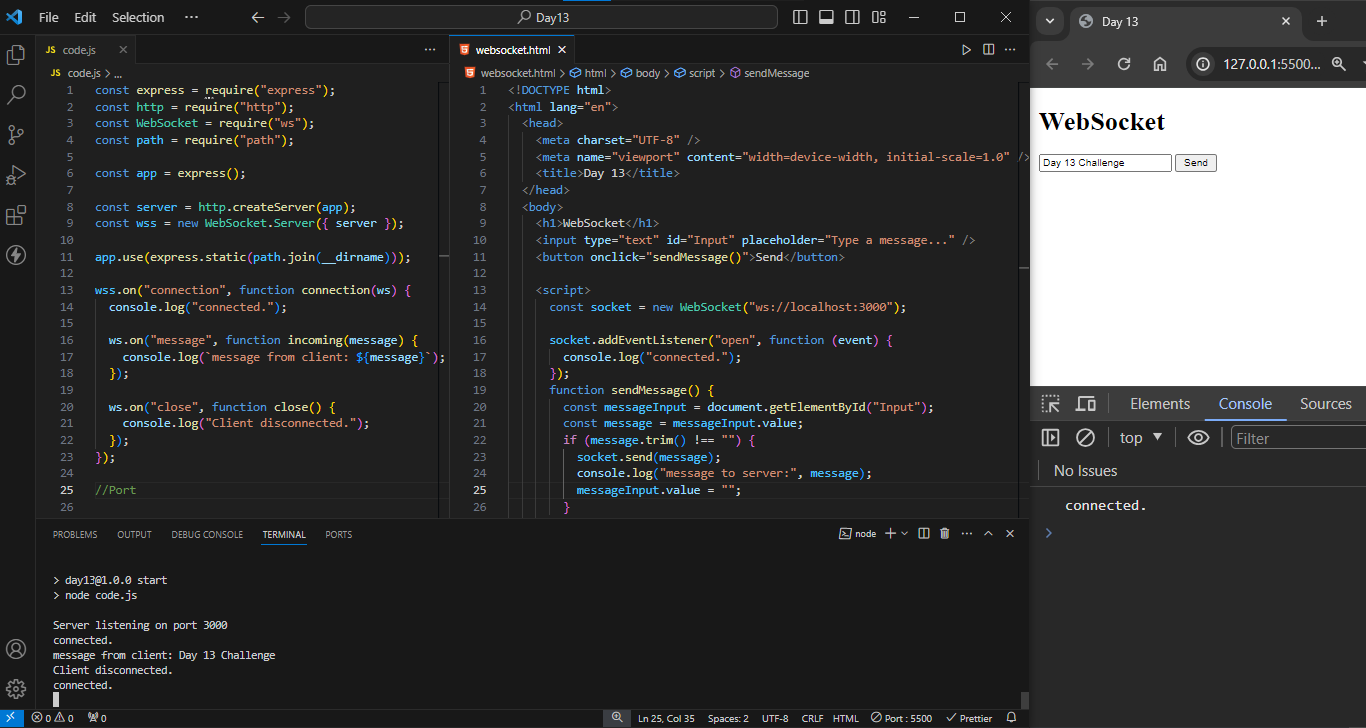 File Edit Selection ··· Day13
code.js
code.js > ...
1 const express = require("express");
2 const http = require("http");
3 const WebSocket = require("ws");
4 const path = require("path");
5
6 const app = express();
7
8 const server = http.createServer(app);
9 const wss = new WebSocket.Server({ server });
10
11 app.use(express.static(path.join(__dirname)));
12
13 wss.on("connection", function connection(ws) {
14 console.log("connected.");
15
16 ws.on("message", function incoming(message) {
17 console.log(`message from client: ${message}`);
18 });
19
20 ws.on("close", function close() {
21 console.log("Client disconnected.");
22 });
23 });
24
25 //Port
26
websocket.html
websocket.html > html > body > script > sendMessage
1 <!DOCTYPE html>
2 <html lang="en">
3 <head>
4 <meta charset="UTF-8" />
5 <meta name="viewport" content="width=device-width, initial-scale=1.0" />
6 <title>Day 13</title>
7 </head>
8 <body>
9 <h1>WebSocket</h1>
10 <input type="text" id="Input" placeholder="Type a message..." />
11 <button onclick="sendMessage()">Send</button>
12
13 <script>
14 const socket = new WebSocket("ws://localhost:3000");
15
16 socket.addEventListener("open", function (event) {
17 console.log("connected.");
18 });
19 function sendMessage() {
20 const messageInput = document.getElementById("Input");
21 const message = messageInput.value;
22 if (message.trim() !== "") {
23 socket.send(message);
24 console.log("message to server:", message);
25 messageInput.value = "";
26 }
PROBLEMS OUTPUT DEBUG CONSOLE TERMINAL PORTS node
> day13@1.0.0 start
> node code.js
Server listening on port 3000
connected.
message from client: Day 13 Challenge
Client disconnected.
connected.
0 0 0 Ln 25, Col 35 Spaces: 2 UTF-8 CRLF HTML Port : 5500 Prettier
Day 13
127.0.0.1:5500...
WebSocket
Day 13 Challenge Send
Elements Console Sources
top Filter
No Issues
connected.